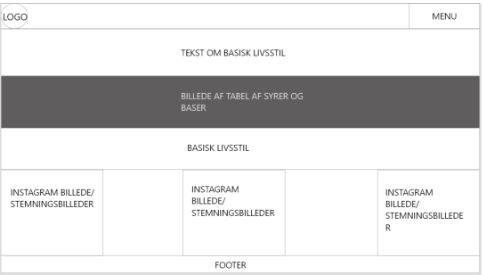 LOGO
MENU
TEKST OM BASISK LIVSSTIL
BILLEDE AF TABEL AF SYRER OG
BASER
BASISK LIVSSTIL
INSTAGRAM BILLEDE/
STEMNINGSBILLEDER
INSTAGRAM
BILLEDE/
STEMNINGSBILLEDER
INSTAGRAM
BILLEDE/
STEMNINGSBILLEDE
R
FOOTER